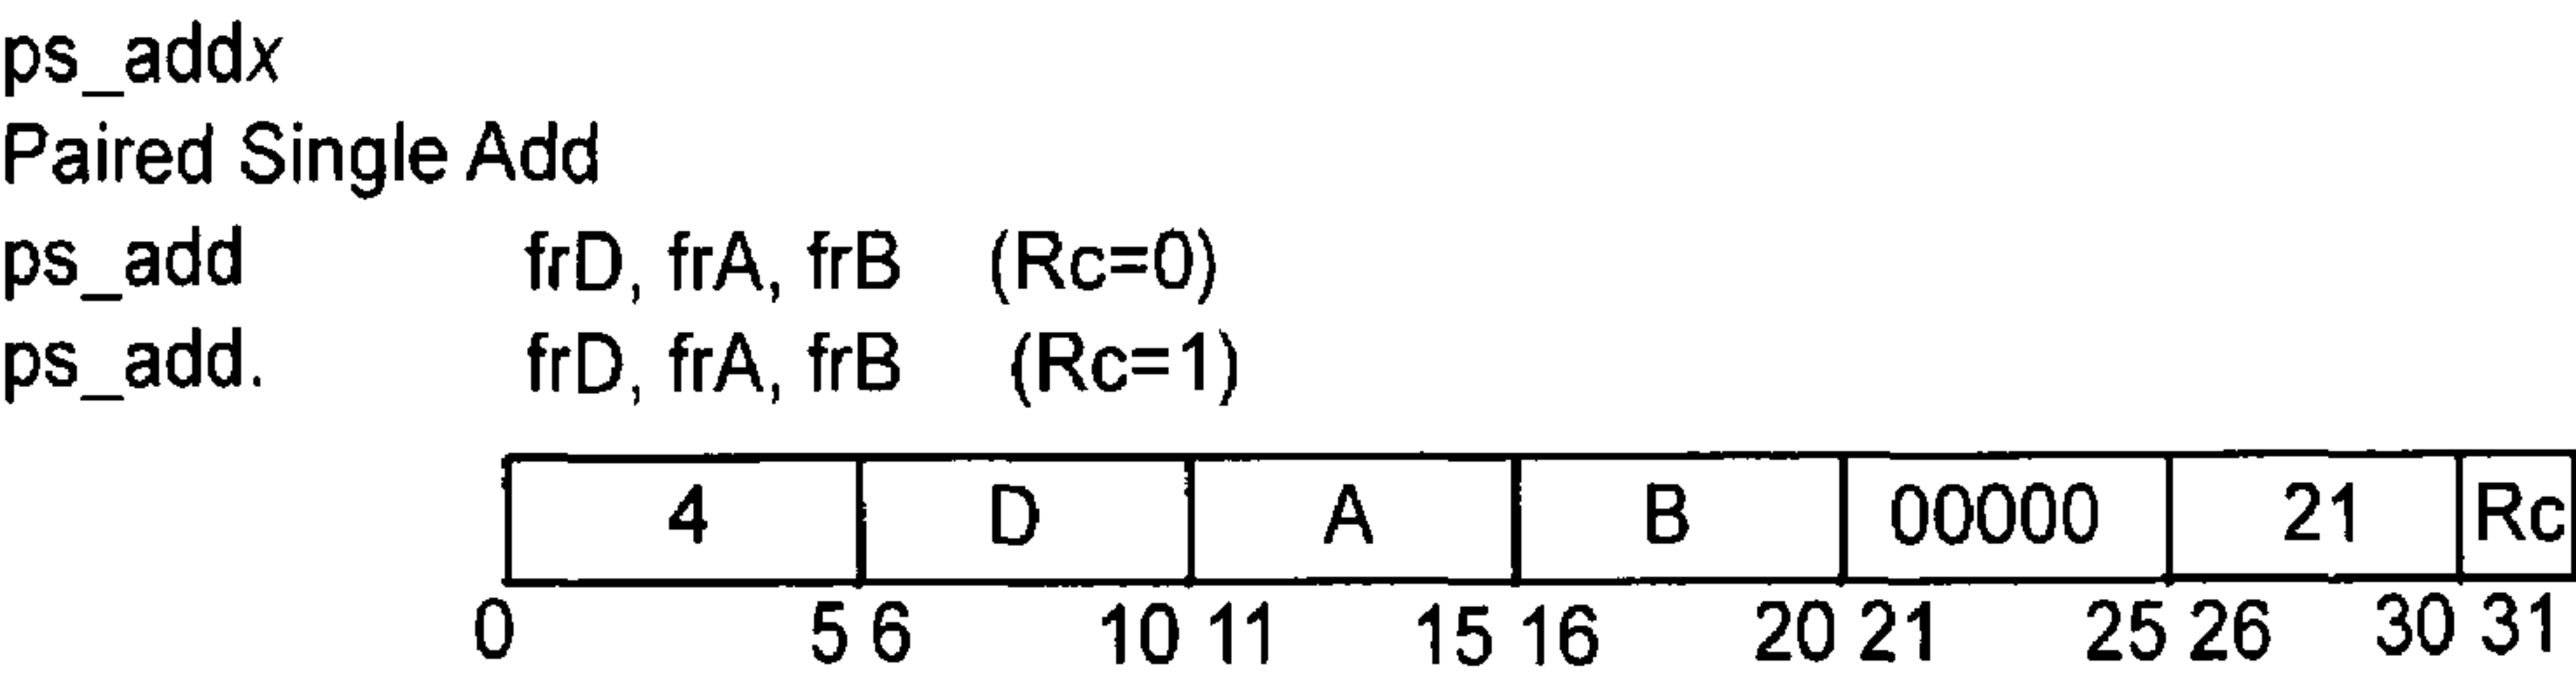 ps_addx
Paired Single Add
ps_add frD, frA, frB (Rc=0)
ps_add. frD, frA, frB (Rc=1)
4 D A B 00000 21 Rc
0 5 6 10 11 15 16 20 21 25 26 30 31